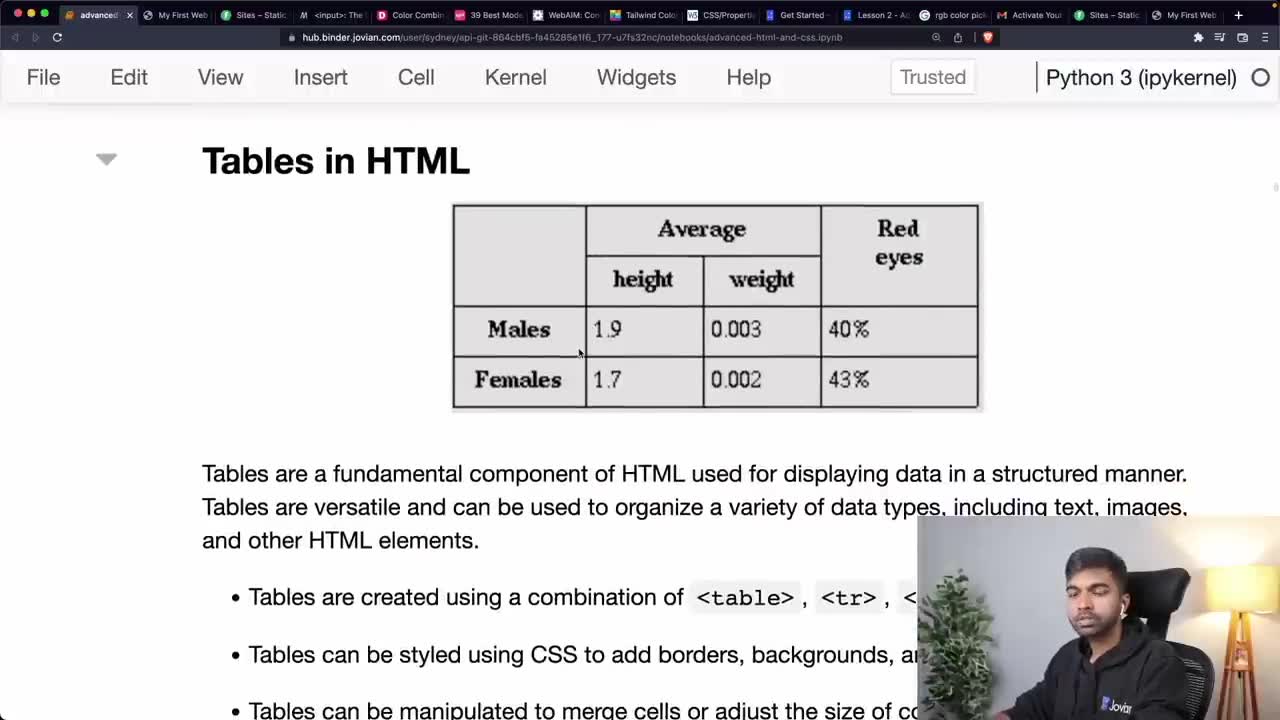 advanced
My First Web
Sites – Static
<input>: The I
Color Combin
39 Best Mode
WebAIM: Con
Tailwind Colo
CSS/Properti
Get Started –
Lesson 2 - Ad
rgb color pick
Activate Your
Sites – Static
My First Web
hub.binder.jovian.com/user/sydney/api-git-864cbf5-fa45285e1f6_177-u7fs32nc/notebooks/advanced-html-and-css.ipynb
File Edit View Insert Cell Kernel Widgets Help Trusted Python 3 (ipykernel)
Tables in HTML
Average Red
eyes
height weight
Males 1.9 0.003 40%
Females 1.7 0.002 43%
Tables are a fundamental component of HTML used for displaying data in a structured manner.
Tables are versatile and can be used to organize a variety of data types, including text, images,
and other HTML elements.
• Tables are created using a combination of <table>, <tr>, <
• Tables can be styled using CSS to add borders, backgrounds, an
• Tables can be manipulated to merge cells or adjust the size of co
Jovian